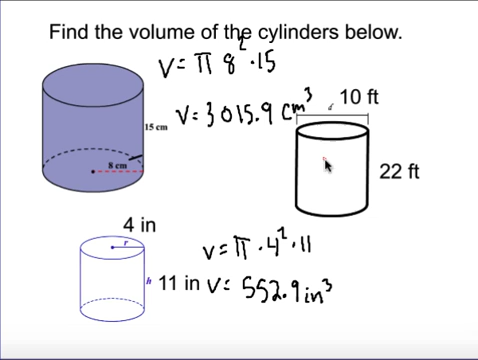 Find the volume of the cylinders below.
V = π 8² · 15
15 cm
8 cm
V = 3015.9 cm³
d
10 ft
22 ft
4 in
r
h
11 in
V = π · 4² · 11
V = 552.9 in³